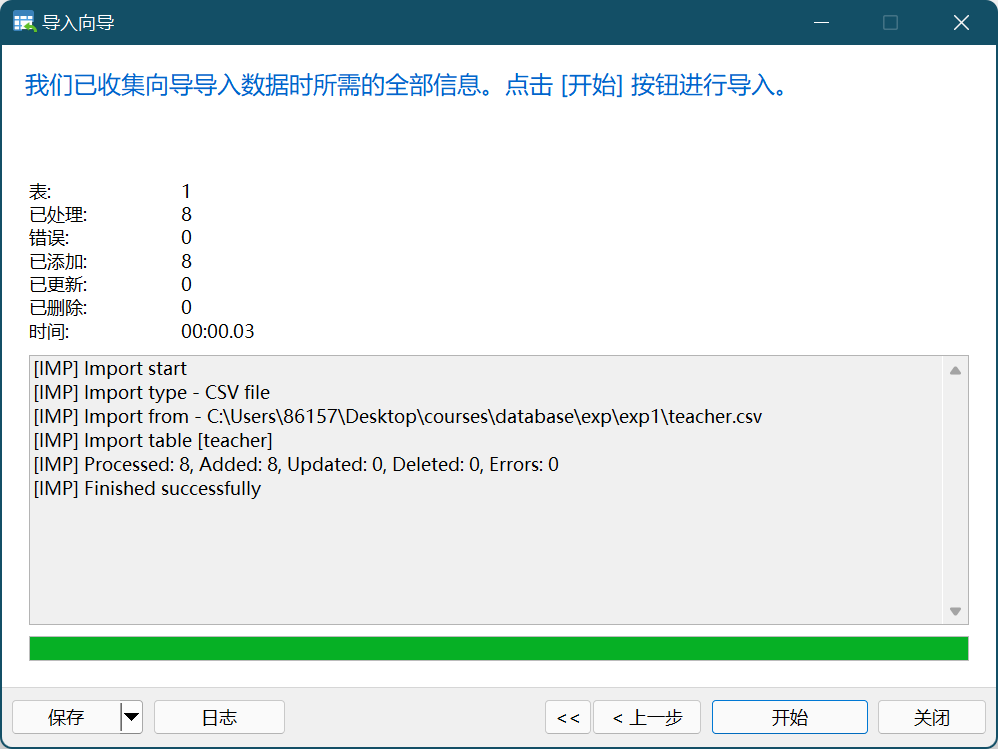 导入向导
我们已收集向导导入数据时所需的全部信息。点击 [开始] 按钮进行导入。
表: 1
已处理: 8
错误: 0
已添加: 8
已更新: 0
已删除: 0
时间: 00:00.03
[IMP] Import start
[IMP] Import type - CSV file
[IMP] Import from - C:\Users\86157\Desktop\courses\database\exp\exp1\teacher.csv
[IMP] Import table [teacher]
[IMP] Processed: 8, Added: 8, Updated: 0, Deleted: 0, Errors: 0
[IMP] Finished successfully
保存 日志 << < 上一步 开始 关闭